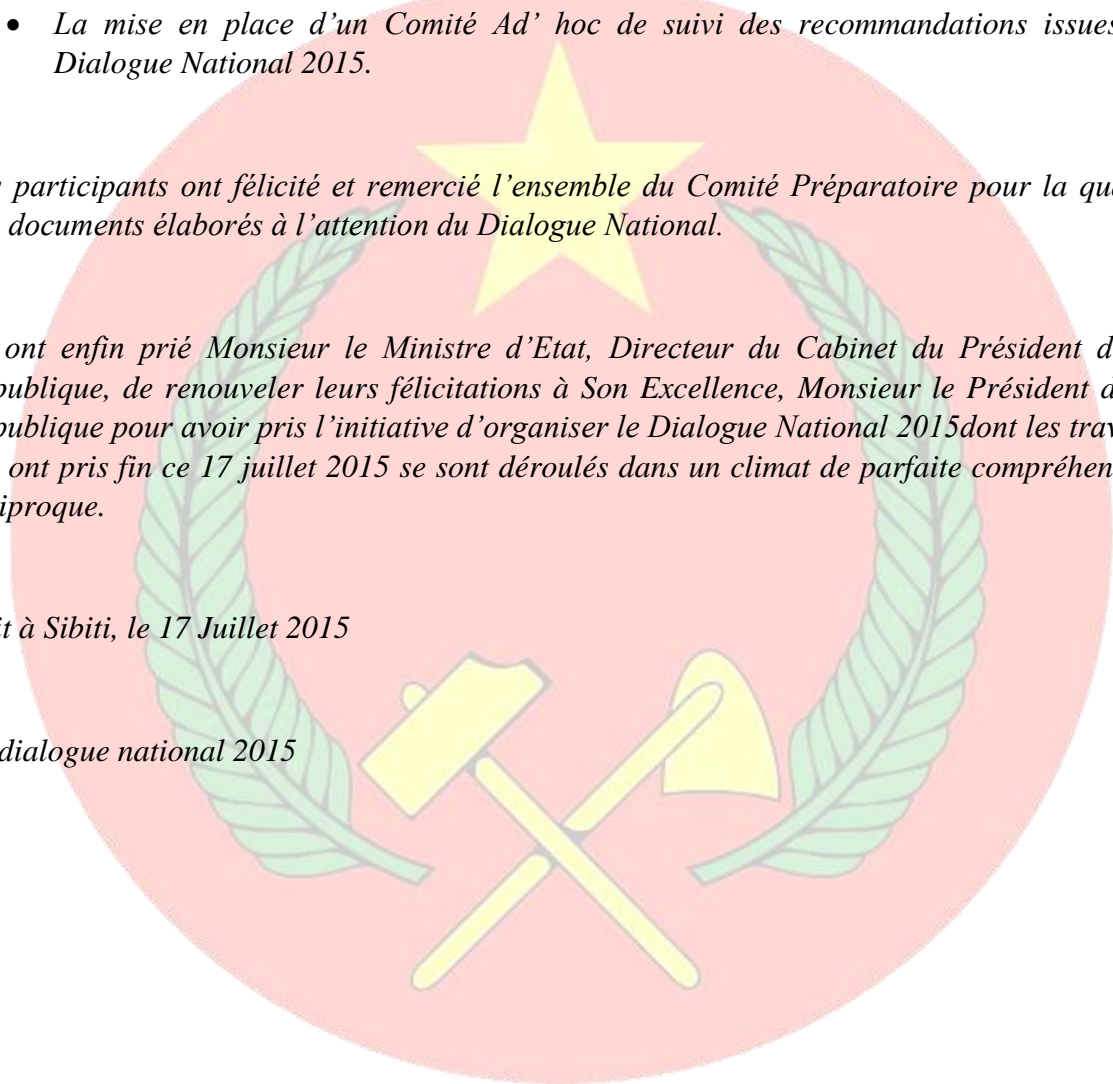 • La mise en place d’un Comité Ad’ hoc de suivi des recommandations issues
Dialogue National 2015.
participants ont félicité et remercié l’ensemble du Comité Préparatoire pour la
documents élaborés à l’attention du Dialogue National.
ont enfin prié Monsieur le Ministre d’Etat, Directeur du Cabinet du Président
publique, de renouveler leurs félicitations à Son Excellence, Monsieur le Président
publique pour avoir pris l’initiative d’organiser le Dialogue National 2015dont les trav
ont pris fin ce 17 juillet 2015 se sont déroulés dans un climat de parfaite compréhen
iproque.
it à Sibiti, le 17 Juillet 2015
dialogue national 2015